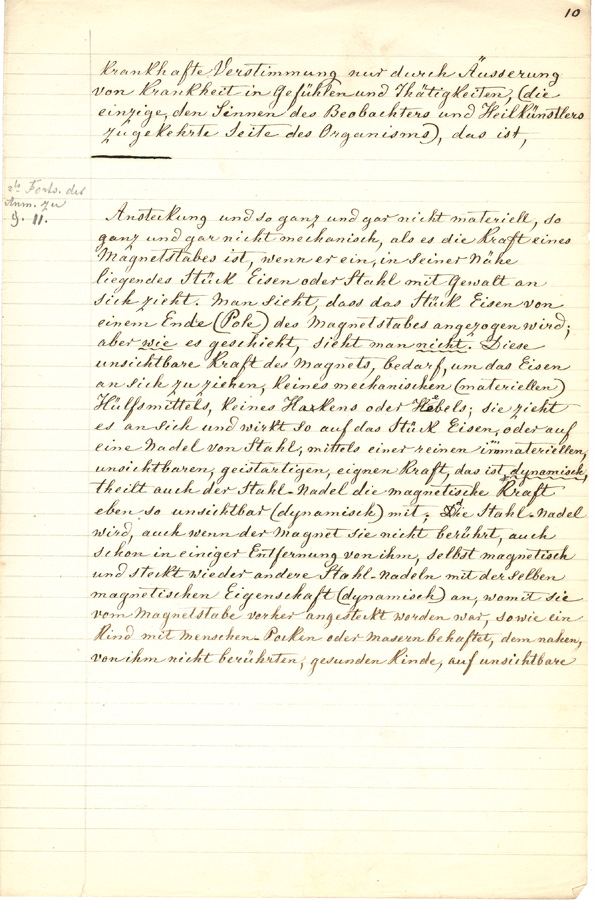 10
krankhafte Verstimmung nur durch Äusserung
von Krankheit in Gefühlen und Thätigkeiten, (die
einzige, den Sinnen des Beobachters und Heilkünstlers
zugekehrte Seite des Organisms), das ist,
Forts. der
Anm. zu
§. 11.
Ansteckung und so ganz und gar nicht materiell, so
ganz und gar nicht mechanisch, als es die Kraft eines
Magnetstabes ist, wenn er ein, in seiner Nähe
liegendes Stück Eisen oder Stahl mit Gewalt an
sich zieht. Man sieht, dass das Stück Eisen von
einem Ende (Pole) des Magnetstabes angezogen wird;
aber wie es geschieht, sieht man nicht. Diese
unsichtbare Kraft des Magnets, bedarf, um das Eisen
an sich zu ziehen, keines mechanischen (materiellen)
Hülfsmittels, keines Hakens oder Hebels; sie zieht
es an sich und wirkt so auf das Stück Eisen, oder auf
eine Nadel von Stahl, mittels einer reinen immateriellen,
unsichtbaren, geistartigen, eignen Kraft, das ist, dynamisch,
theilt auch der Stahl-Nadel die magnetische Kraft
eben so unsichtbar (dynamisch) mit; Die Stahl-Nadel
wird, auch wenn der Magnet sie nicht berührt, auch
schon in einiger Entfernung von ihm, selbst magnetisch
und steckt wieder andere Stahl-Nadeln mit derselben
magnetischen Eigenschaft (dynamisch) an, womit sie
vom Magnetstabe vorher angesteckt worden war, sowie ein
Kind mit Menschen-Pocken oder Masern behaftet, dem nahen,
von ihm nicht berührten, gesunden Kinde, auf unsichtbare